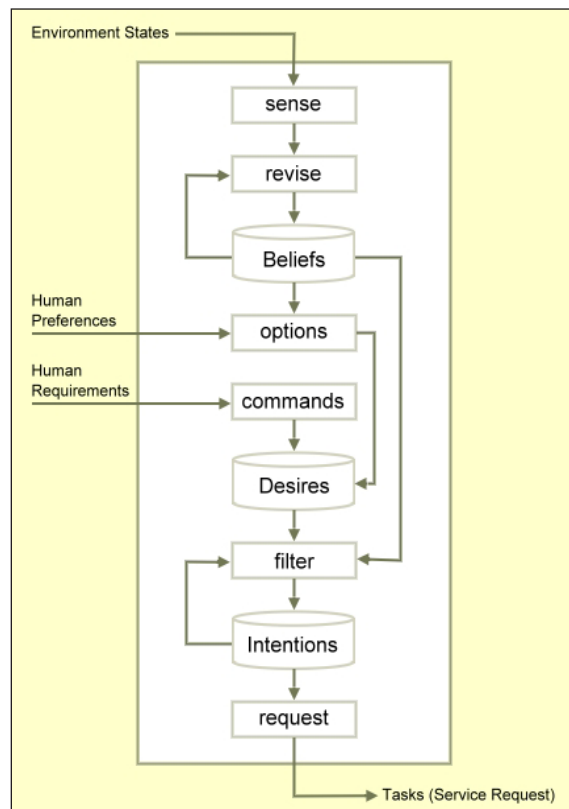 Environment States
sense
revise
Beliefs
Human
Preferences
options
Human
Requirements
commands
Desires
filter
Intentions
request
Tasks (Service Request)